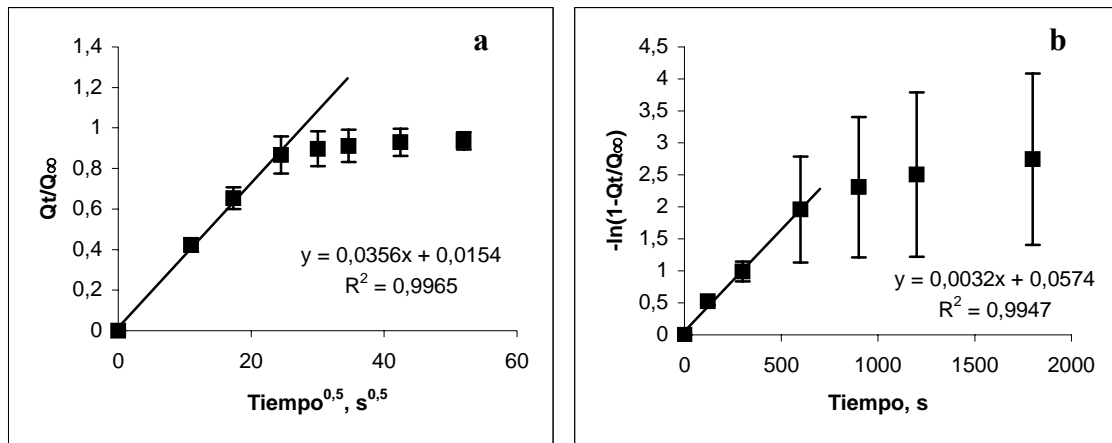 a
1,4
1,2
1
0,8
0,6
0,4
0,2
0
Qt/Q∞
y = 0,0356x + 0,0154
R² = 0,9965
0 20 40 60
Tiempo^0,5, s^0,5
b
4,5
4
3,5
3
2,5
2
1,5
1
0,5
0
-ln(1-Qt/Q∞)
y = 0,0032x + 0,0574
R² = 0,9947
0 500 1000 1500 2000
Tiempo, s